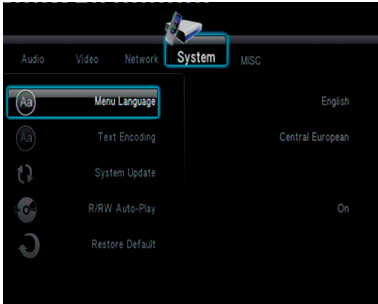 Audio Video Network System MISC
Menu Language English
Text Encoding Central European
System Update
R/RW Auto-Play On
Restore Default